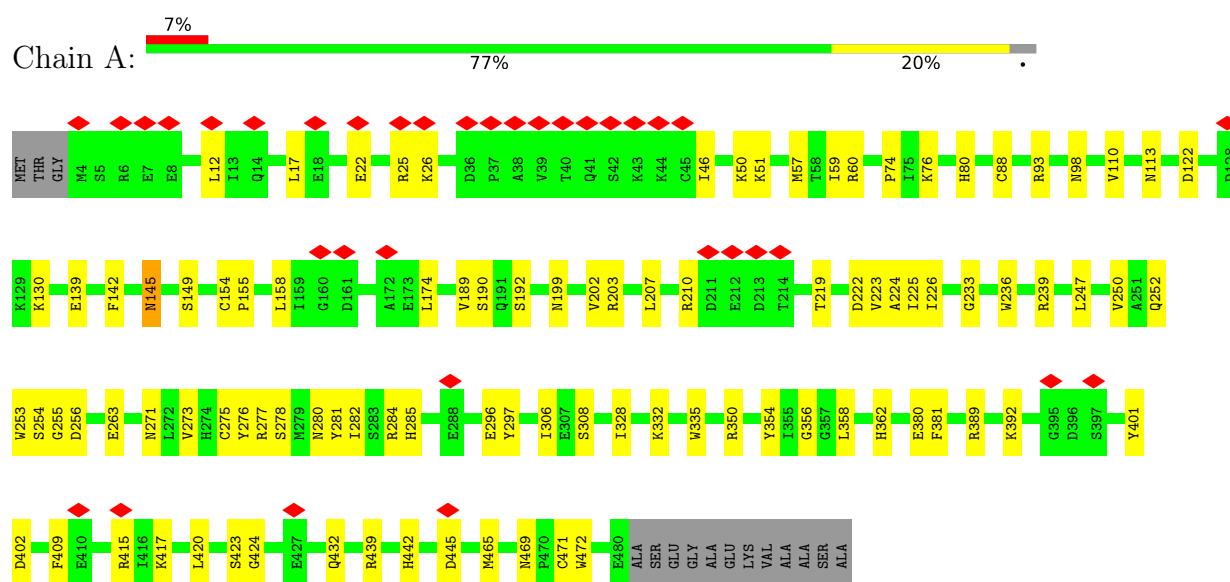 7%
Chain A:
77% 20% •
MET THR GLY M4 S5 R6 E7 E8 L12 I13 Q14 L17 E18 E22 R25 K26 D36 P37 A38 V39 T40 Q41 S42 K43 K44 C45 I46 K50 K51 M57 T58 I59 R60 P74 I75 K76 H80 C88 R93 N98 V110 N113 D122 D128
K129 K130 E139 F142 N145 S149 C154 P155 L158 I159 G160 D161 A172 E173 L174 V189 S190 Q191 S192 N199 V202 R203 L207 R210 D211 E212 D213 T214 T219 D222 V223 A224 I225 I226 G233 W236 R239 L247 V250 A251 Q252
W253 S254 G255 D256 E263 N271 L272 V273 H274 C275 Y276 R277 S278 M279 N280 Y281 I282 S283 R284 H285 E288 E296 Y297 I306 E307 S308 I328 K332 W335 R350 Y354 I355 G356 G357 L358 H362 E380 F381 R389 K392 G395 D396 S397 Y401
D402 F409 E410 R415 I416 K417 L420 S423 G424 E427 Q432 R439 H442 D445 M465 N469 P470 C471 W472 E480 ALA SER GLU GLY ALA GLU LYS VAL ALA ALA SER ALA